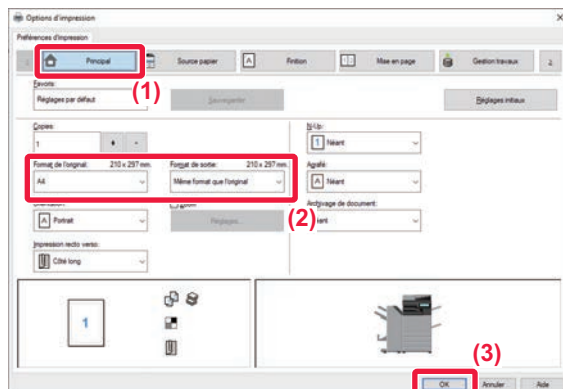 Options d'impression
Préférences d'impression
Principal
Source papier
Finition
Mise en page
Gestion travaux
(1)
Favoris:
Réglages par défaut
Sauvegarder
Réglages initiaux
Copies:
1
+
-
N-Up:
1 Néant
Format de l'original:
210 x 297 mm.
Format de sortie:
210 x 297 mm.
A4
Même format que l'original
Agrafé:
A Néant
(2)
Orientation:
Zoom
Archivage de document:
A Portrait
Réglages...
Néant
Impression recto verso:
Côté long
1
(3)
OK
Annuler
Aide